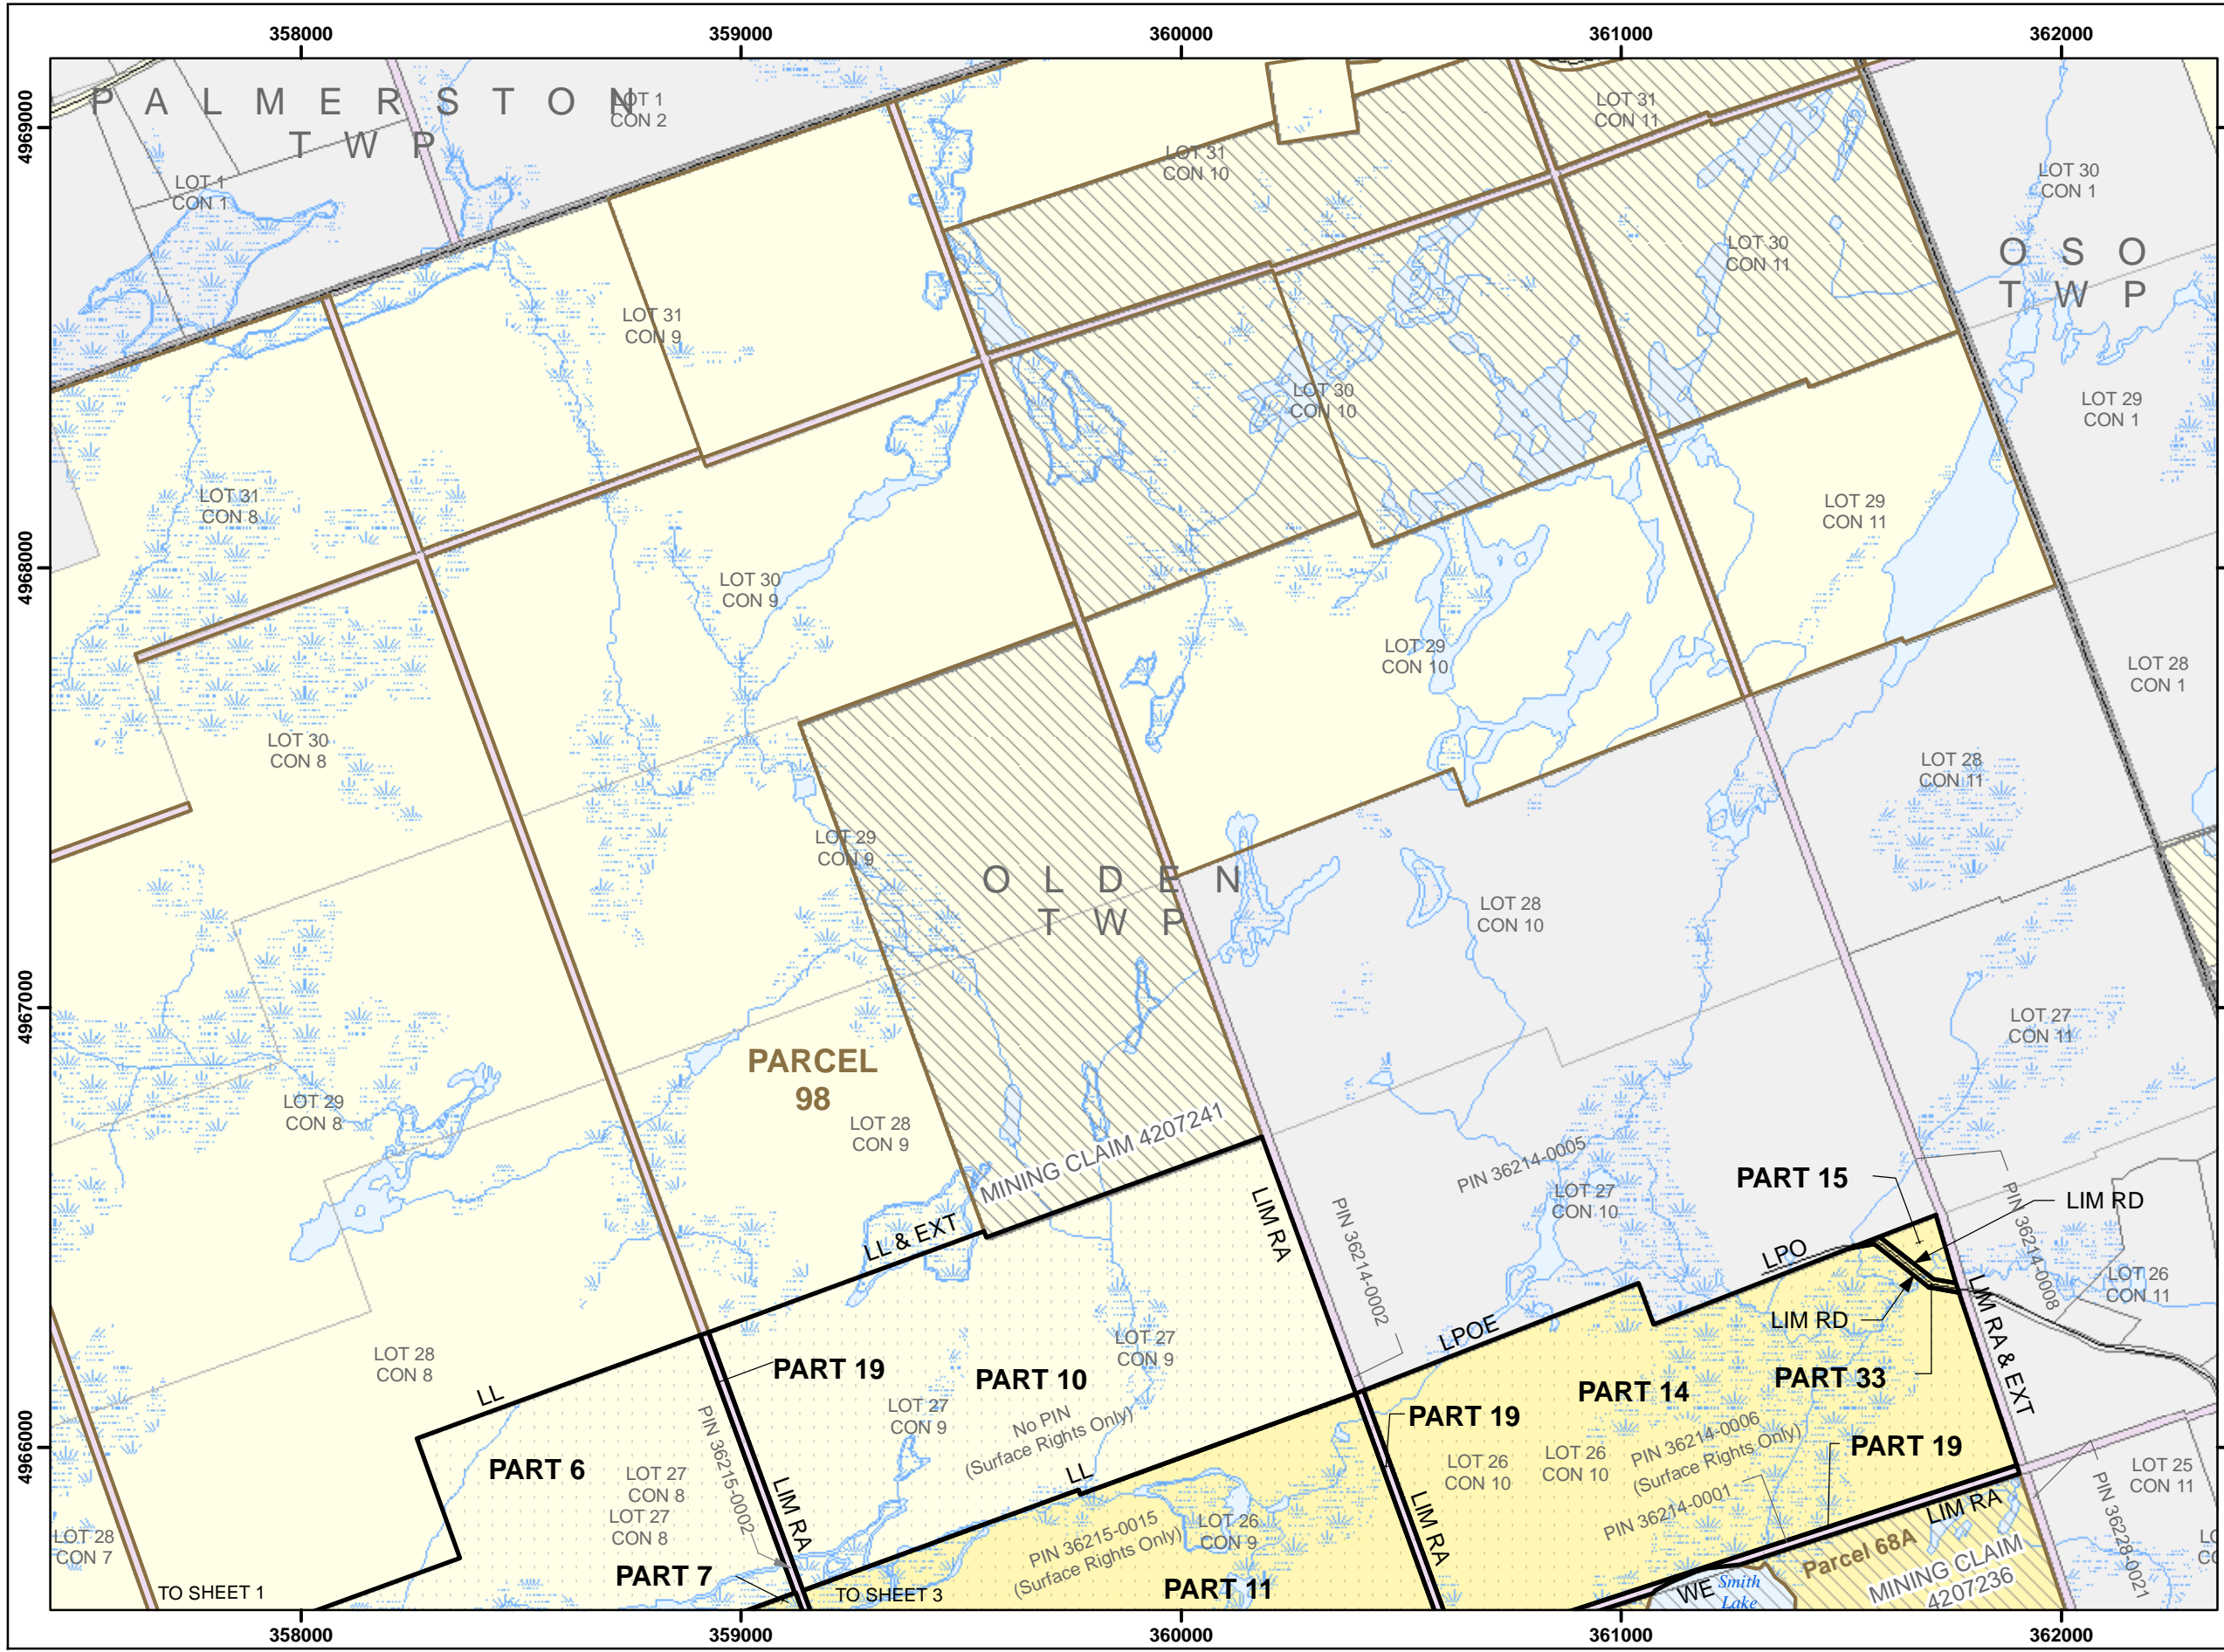 358000
359000
360000
361000
362000
4969000
4968000
4967000
4966000
P A L M E R S T O N
T W P
LOT 1
CON 2
LOT 1
CON 1
LOT 31
CON 11
LOT 31
CON 10
LOT 30
CON 1
LOT 30
CON 11
O S O
T W P
LOT 31
CON 9
LOT 30
CON 10
LOT 29
CON 1
LOT 31
CON 8
LOT 29
CON 11
LOT 30
CON 9
LOT 29
CON 10
LOT 28
CON 1
LOT 30
CON 8
LOT 28
CON 11
LOT 29
CON 9
O L D E N
T W P
LOT 28
CON 10
LOT 27
CON 11
PARCEL
98
LOT 29
CON 8
LOT 28
CON 9
MINING CLAIM 4207241
PIN 36214-0005
LOT 27
CON 10
PART 15
LIM RD
PIN 36214-0002
PIN 36214-0008
LIM RA
LL & EXT
LPO
LPOE
LIM RD
LIM RA & EXT
LOT 26
CON 11
LOT 28
CON 8
LL
PART 19
PART 10
LOT 27
CON 9
LOT 27
CON 9
No PIN
(Surface Rights Only)
PART 14
PART 33
PART 19
PIN 36214-0006
(Surface Rights Only)
PART 19
LOT 26
CON 10
LOT 26
CON 10
PART 6
LOT 27
CON 8
LOT 27
CON 8
PIN 36215-0002
LIM RA
LL
LIM RA
PIN 36214-0001
LIM RA
LOT 25
CON 11
PIN 36228-0021
LOT 28
CON 7
PIN 36215-0015
(Surface Rights Only)
LOT 26
CON 9
PART 7
PART 11
Parcel 68A
MINING CLAIM
4207236
WE
Smith
Lake
TO SHEET 1
TO SHEET 3
358000
359000
360000
361000
362000